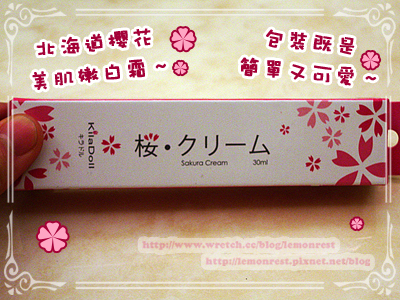 北海道櫻花
美肌嫩白霜～
包裝既是
簡單又可愛～
KilaDoll
キラドル
桜・クリーム
Sakura Cream 30ml
http://www.wretch.cc/blog/lemonrest
http://lemonrest.pixnet.net/blog